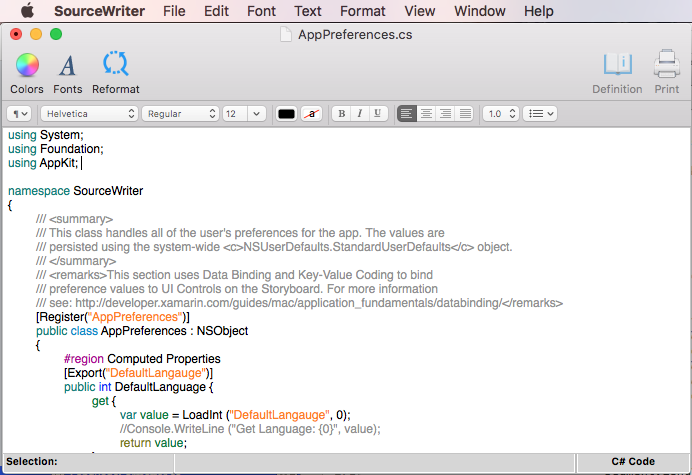 SourceWriter File Edit Font Text Format View Window Help
AppPreferences.cs
Colors Fonts Reformat Definition Print
¶ Helvetica Regular 12 a B I U 1.0
using System;
using Foundation;
using AppKit;
namespace SourceWriter
{
/// <summary>
/// This class handles all of the user's preferences for the app. The values are
/// persisted using the system-wide <c>NSUserDefaults.StandardUserDefaults</c> object.
/// </summary>
/// <remarks>This section uses Data Binding and Key-Value Coding to bind
/// preference values to UI Controls on the Storyboard. For more information
/// see: http://developer.xamarin.com/guides/mac/application_fundamentals/databinding/</remarks>
[Register("AppPreferences")]
public class AppPreferences : NSObject
{
#region Computed Properties
[Export("DefaultLangauge")]
public int DefaultLanguage {
get {
var value = LoadInt ("DefaultLangauge", 0);
//Console.WriteLine ("Get Language: {0}", value);
return value;
Selection: C# Code